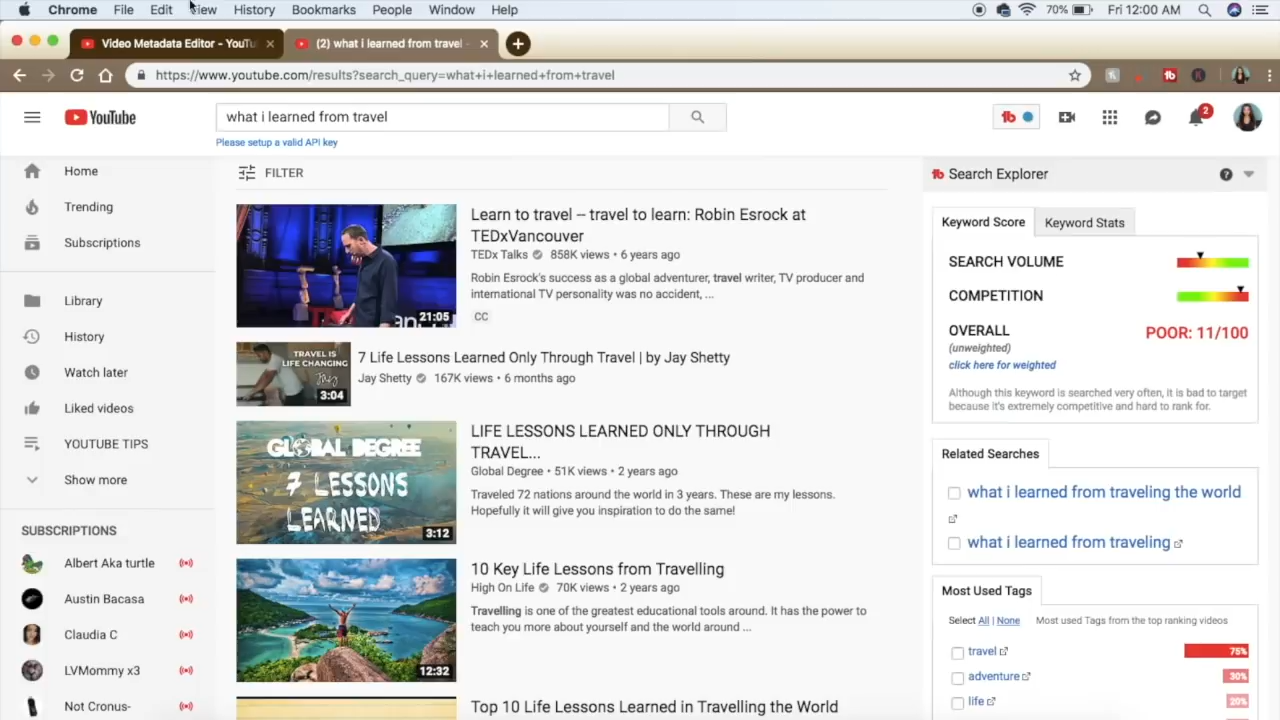 Chrome File Edit View History Bookmarks People Window Help 70% Fri 12:00 AM
Video Metadata Editor - YouTu (2) what i learned from travel -
https://www.youtube.com/results?search_query=what+i+learned+from+travel
YouTube
what i learned from travel
tb
2
Please setup a valid API key
Home
Trending
Subscriptions
Library
History
Watch later
Liked videos
YOUTUBE TIPS
Show more
SUBSCRIPTIONS
Albert Aka turtle
Austin Bacasa
Claudia C
LVMommy x3
Not Cronus-
FILTER
Learn to travel – travel to learn: Robin Esrock at
TEDxVancouver
TEDx Talks 858K views • 6 years ago
Robin Esrock's success as a global adventurer, travel writer, TV producer and
international TV personality was no accident, ...
CC
21:05
TRAVEL IS
LIFE CHANGING
Jay
3:04
7 Life Lessons Learned Only Through Travel | by Jay Shetty
Jay Shetty 167K views • 6 months ago
GLOBAL DEGREE
7 LESSONS
LEARNED
3:12
LIFE LESSONS LEARNED ONLY THROUGH
TRAVEL...
Global Degree • 51K views • 2 years ago
Traveled 72 nations around the world in 3 years. These are my lessons.
Hopefully it will give you inspiration to do the same!
12:32
10 Key Life Lessons from Travelling
High On Life 70K views • 2 years ago
Travelling is one of the greatest educational tools around. It has the power to
teach you more about yourself and the world around ...
Top 10 Life Lessons Learned in Travelling the World
tb Search Explorer
Keyword Score Keyword Stats
SEARCH VOLUME
COMPETITION
OVERALL POOR: 11/100
(unweighted)
click here for weighted
Although this keyword is searched very often, it is bad to target
because it's extremely competitive and hard to rank for.
Related Searches
what i learned from traveling the world
what i learned from traveling
Most Used Tags
Select All | None Most used Tags from the top ranking videos
travel 75%
adventure 30%
life 20%